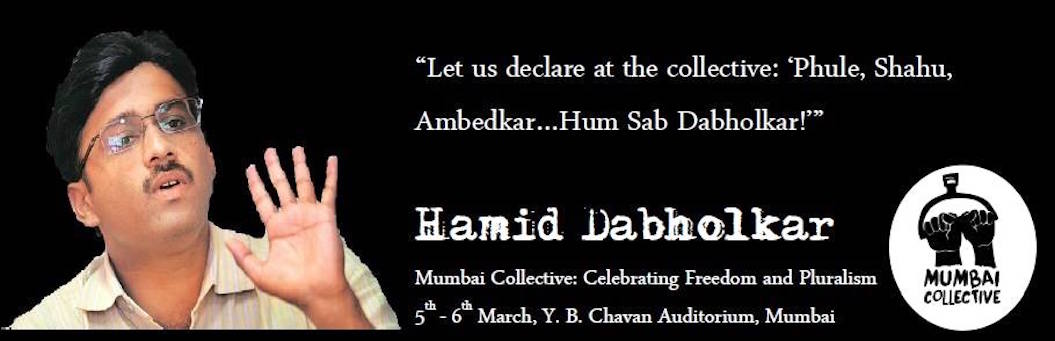 “Let us declare at the collective: ‘Phule, Shahu,
Ambedkar...Hum Sab Dabholkar!’”
Hamid Dabholkar
Mumbai Collective: Celebrating Freedom and Pluralism
5th - 6th March, Y. B. Chavan Auditorium, Mumbai
MUMBAI
COLLECTIVE